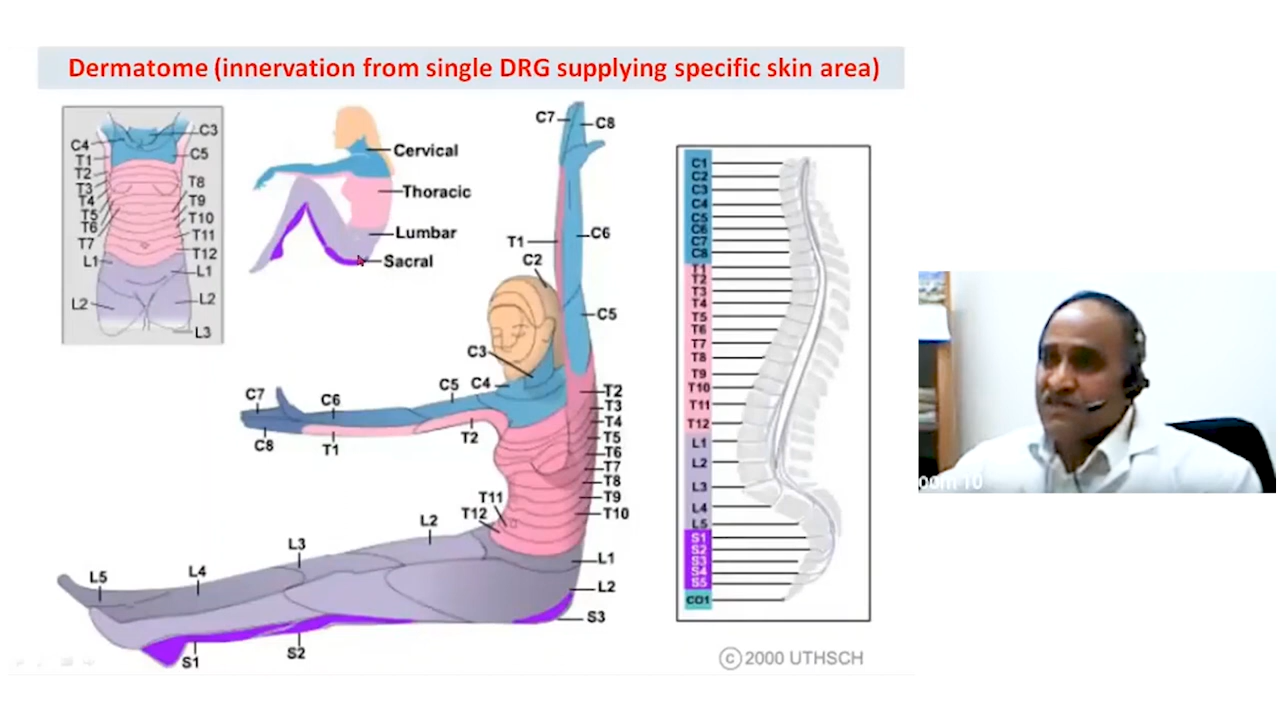 Dermatome (innervation from single DRG supplying specific skin area)
C3
C4
C5
T1
T2
T3
T4
T5
T6
T7
T8
T9
T10
T11
T12
L1
L1
L2
L2
L3
Cervical
Thoracic
Lumbar
Sacral
C7
C8
C6
T1
C2
C5
C3
C4
C5
C6
C7
C8
T1
T2
T2
T3
T4
T5
T6
T7
T8
T9
T10
T11
T12
L1
L2
S3
L2
L3
L4
L5
S1
S2
C1
C2
C3
C4
C5
C6
C7
C8
T1
T2
T3
T4
T5
T6
T7
T8
T9
T10
T11
T12
L1
L2
L3
L4
L5
S1
S2
S3
S4
S5
CO1
© 2000 UTHSCH